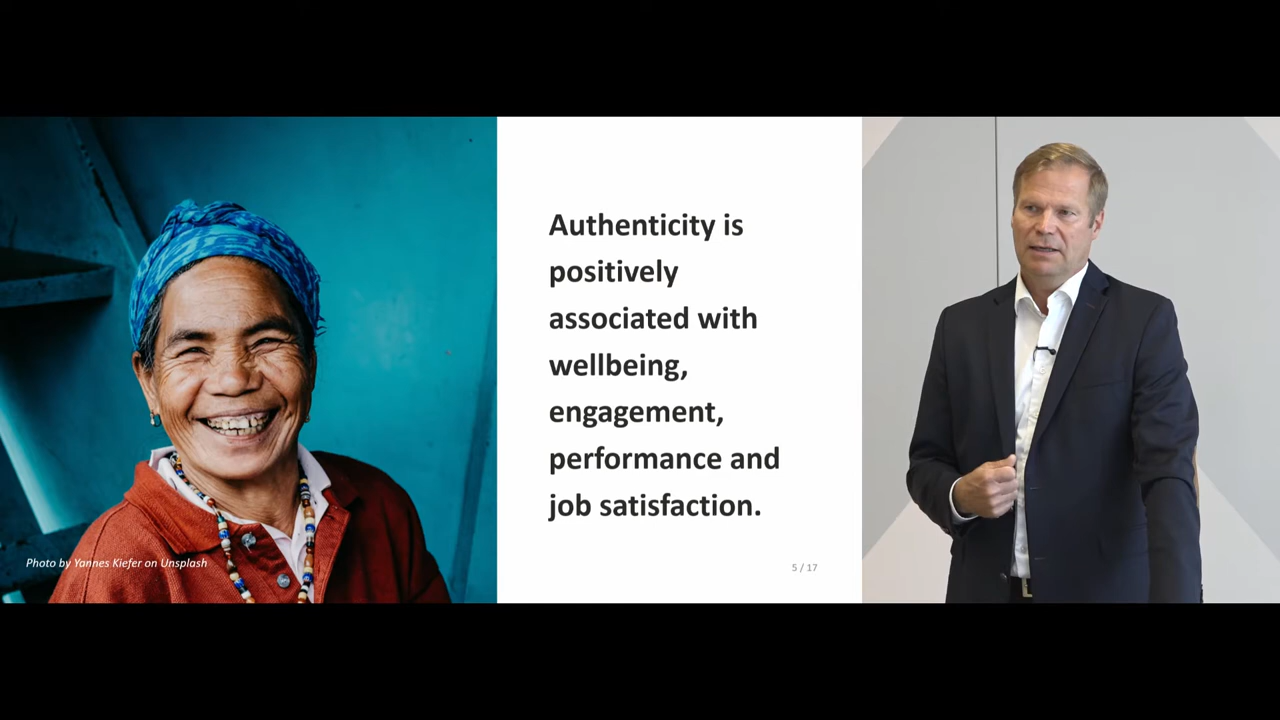 Authenticity is
positively
associated with
wellbeing,
engagement,
performance and
job satisfaction.
Photo by Yannes Kiefer on Unsplash
5 / 17